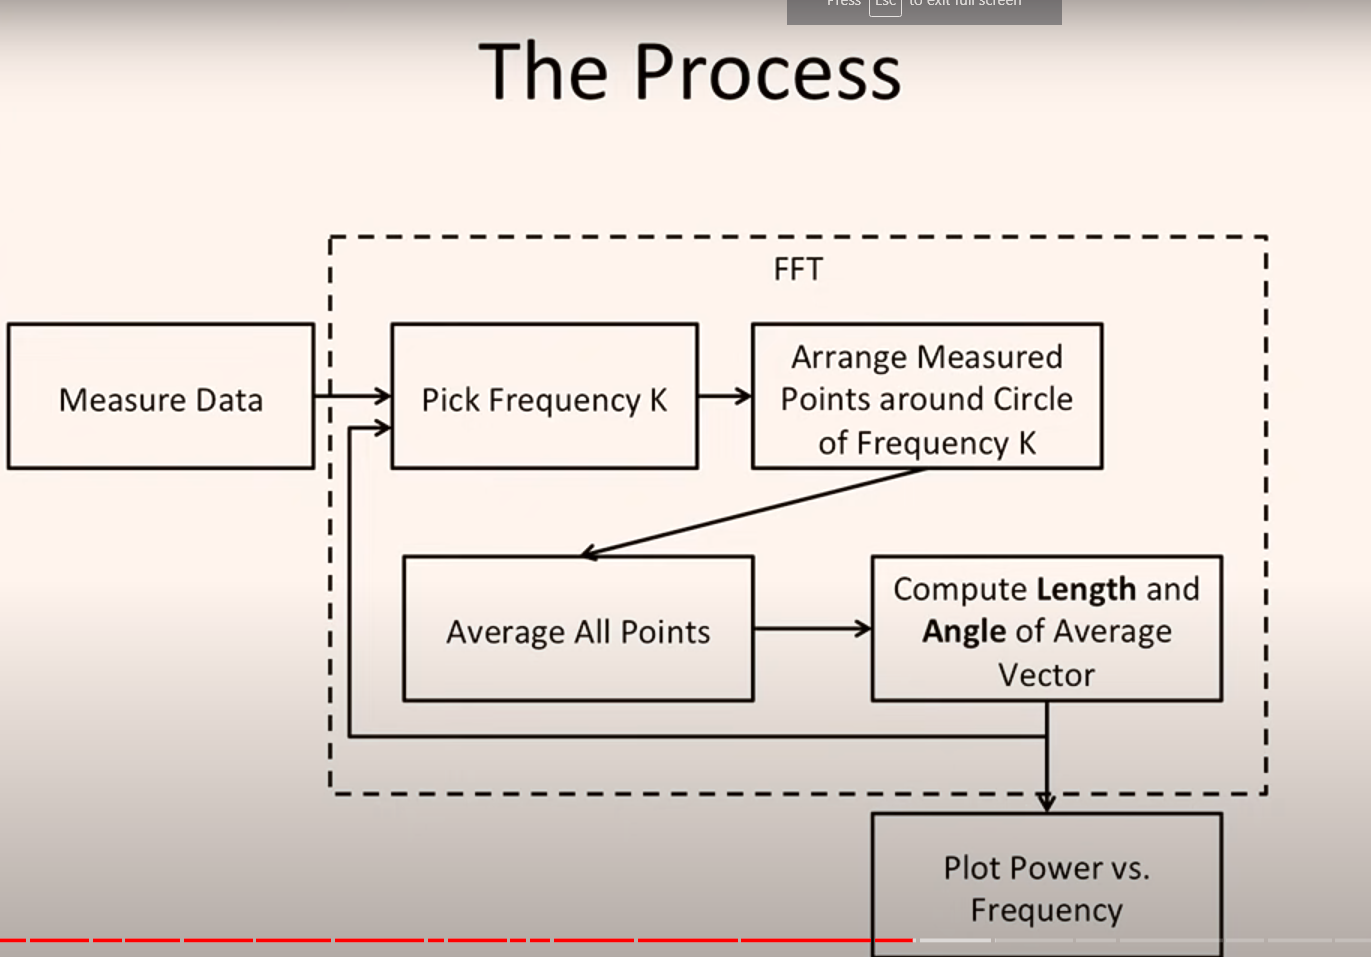 Press Esc to exit full screen
The Process
FFT
Measure Data
Pick Frequency K
Arrange Measured
Points around Circle
of Frequency K
Average All Points
Compute Length and
Angle of Average
Vector
Plot Power vs.
Frequency